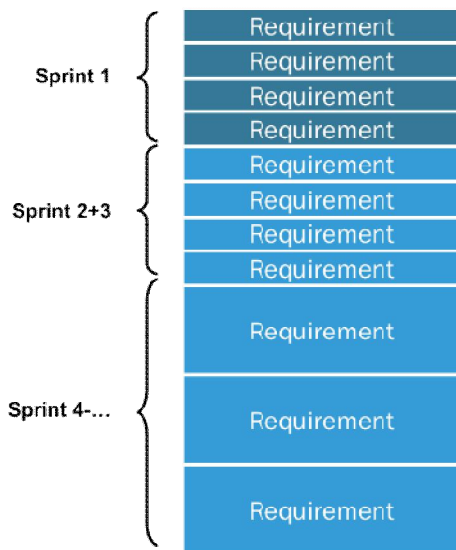 Sprint 1
Requirement
Requirement
Requirement
Requirement
Sprint 2+3
Requirement
Requirement
Requirement
Requirement
Sprint 4-...
Requirement
Requirement
Requirement